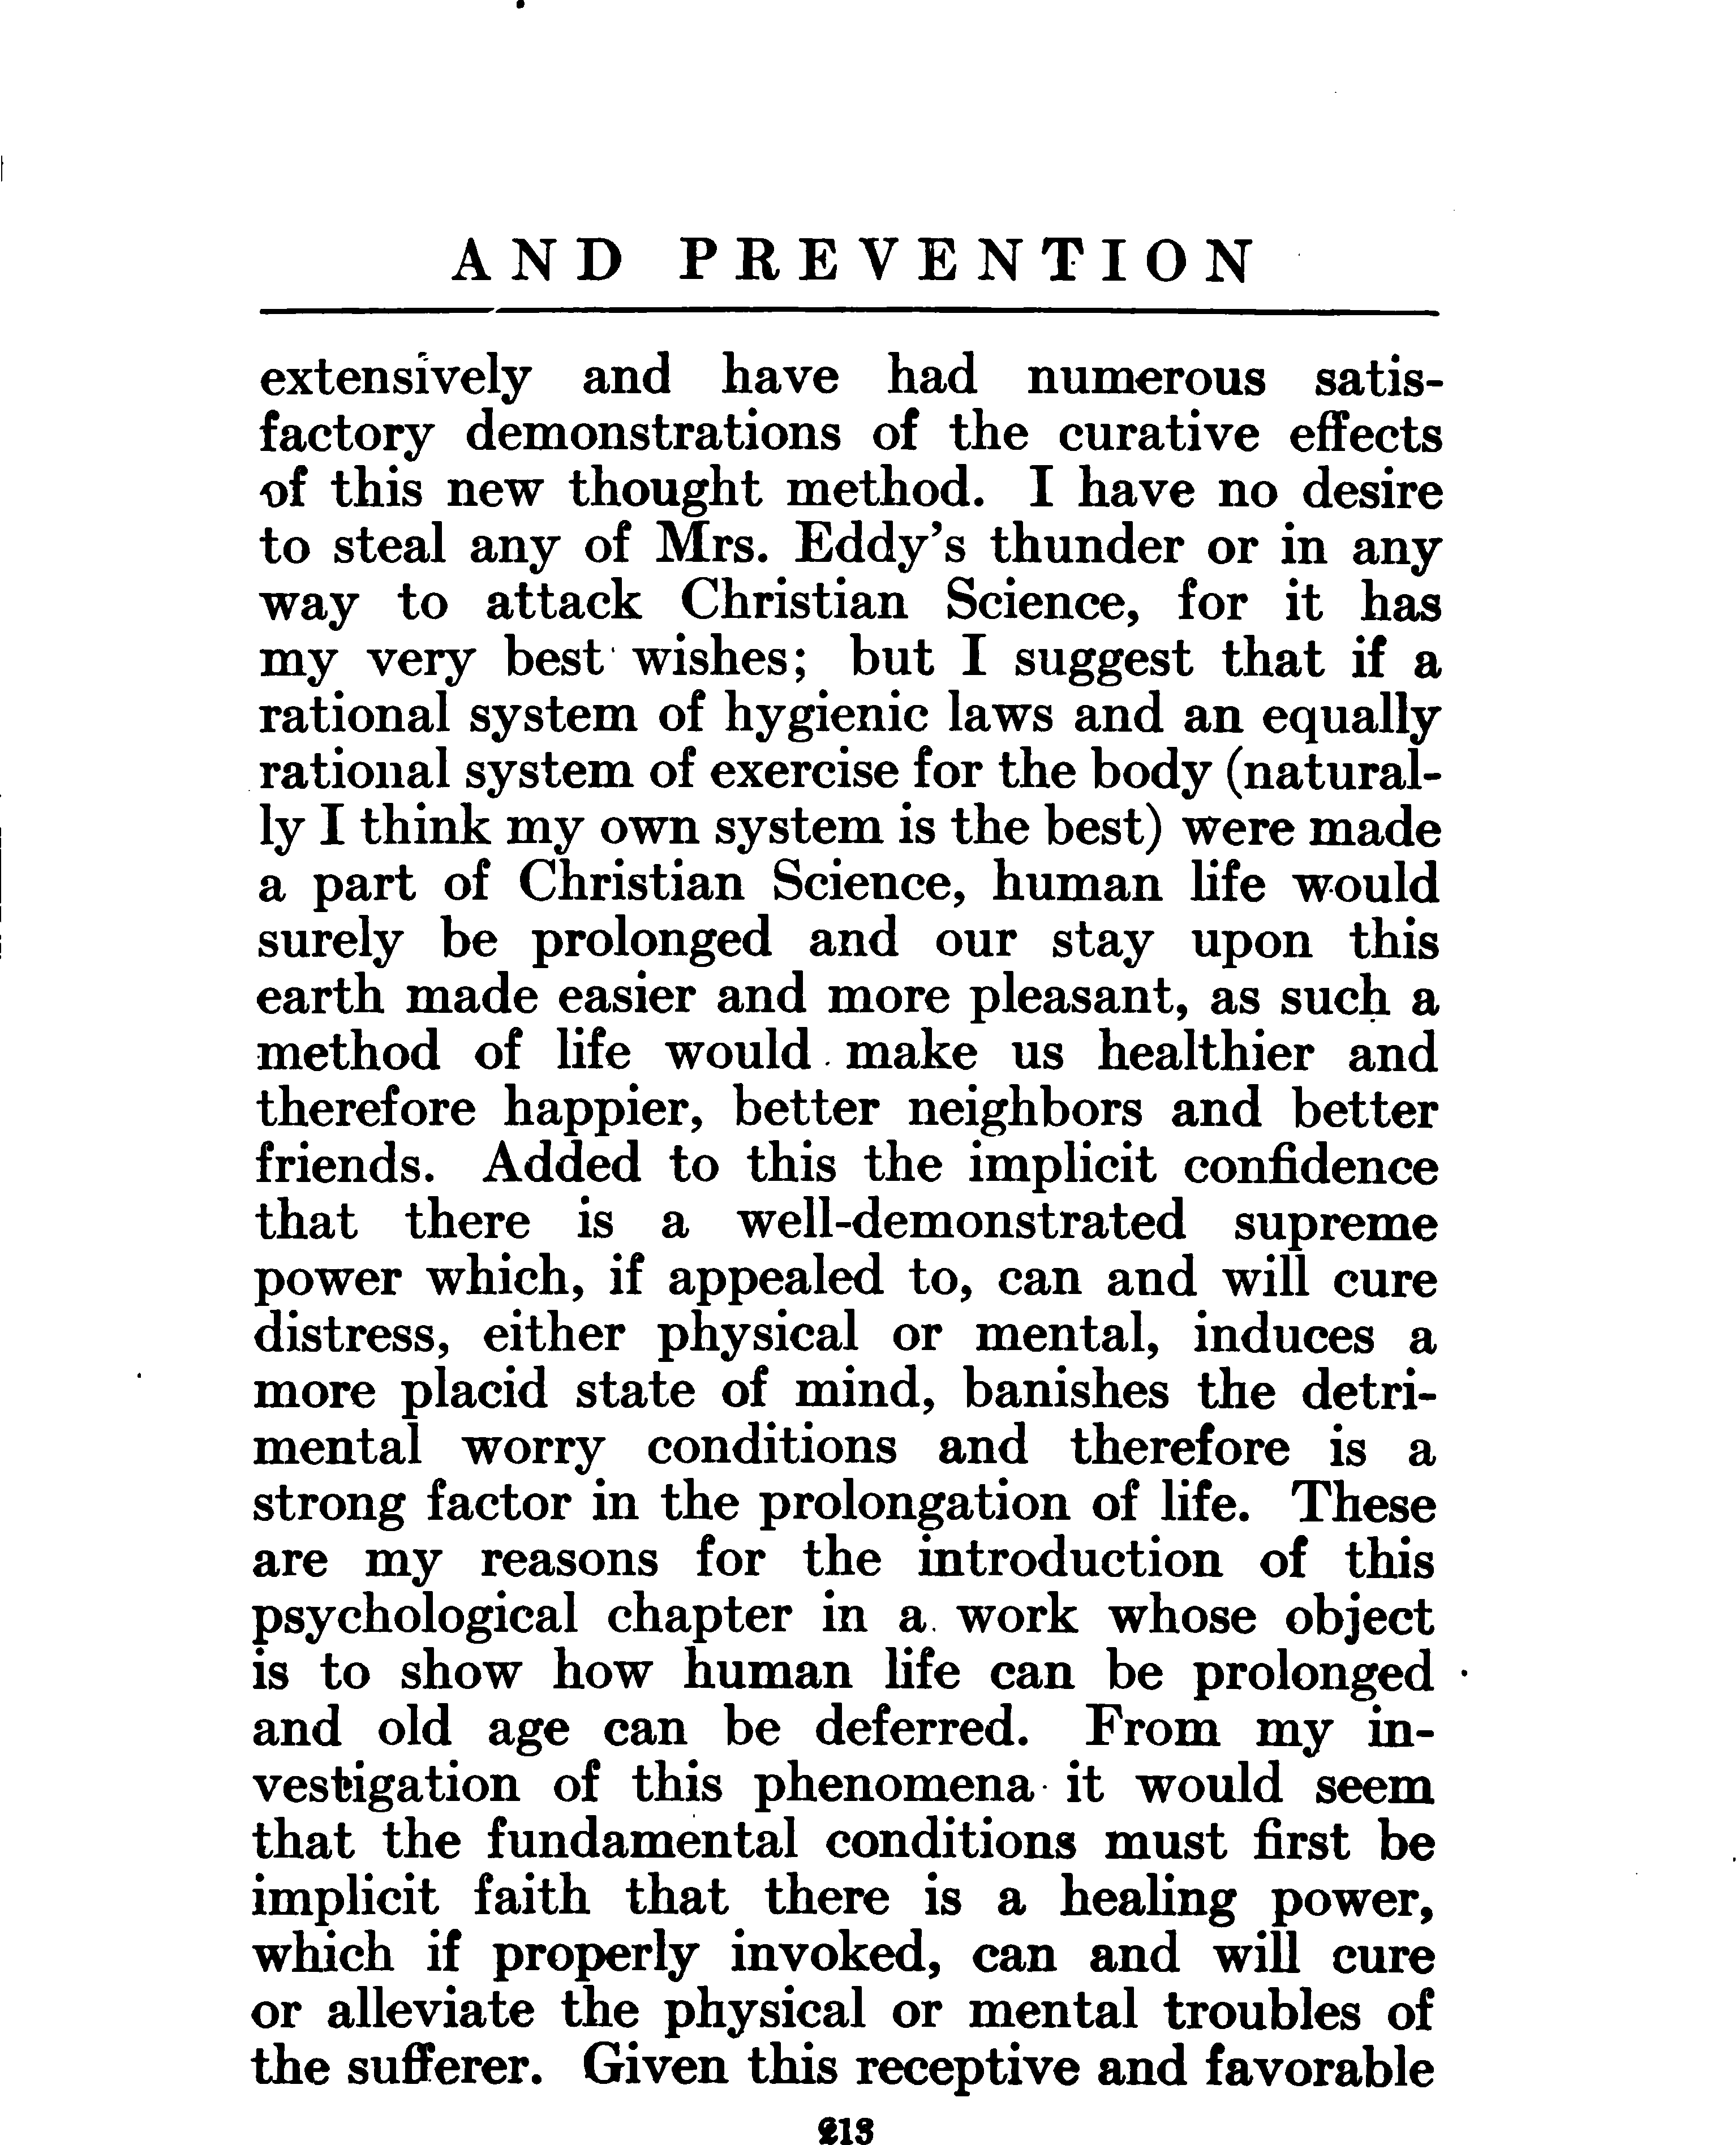 AND PREVENTION
extensively and have had numerous satis-
factory demonstrations of the curative effects
of this new thought method. I have no desire
to steal any of Mrs. Eddy's thunder or in any
way to attack Christian Science, for it has
my very best wishes; but I suggest that if a
rational system of hygienic laws and an equally
rational system of exercise for the body (natural-
ly I think my own system is the best) were made
a part of Christian Science, human life would
surely be prolonged and our stay upon this
earth made easier and more pleasant, as such a
method of life would make us healthier and
therefore happier, better neighbors and better
friends. Added to this the implicit confidence
that there is a well-demonstrated supreme
power which, if appealed to, can and will cure
distress, either physical or mental, induces a
more placid state of mind, banishes the detri-
mental worry conditions and therefore is a
strong factor in the prolongation of life. These
are my reasons for the introduction of this
psychological chapter in a work whose object
is to show how human life can be prolonged
and old age can be deferred. From my in-
vestigation of this phenomena it would seem
that the fundamental conditions must first be
implicit faith that there is a healing power,
which if properly invoked, can and will cure
or alleviate the physical or mental troubles of
the sufferer. Given this receptive and favorable
213